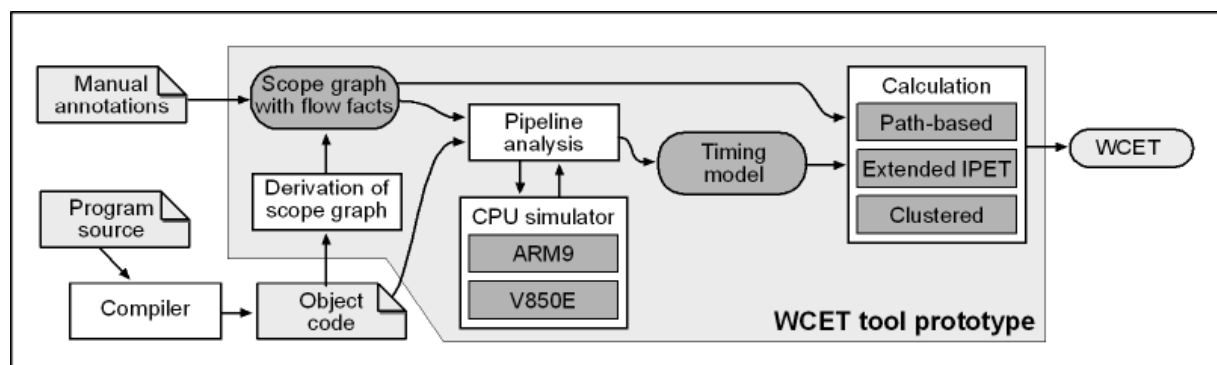 Manual
annotations
Scope graph
with flow facts
Pipeline
analysis
Timing
model
Calculation
Path-based
Extended IPET
Clustered
WCET
Program
source
Derivation of
scope graph
CPU simulator
ARM9
V850E
Compiler
Object
code
WCET tool prototype